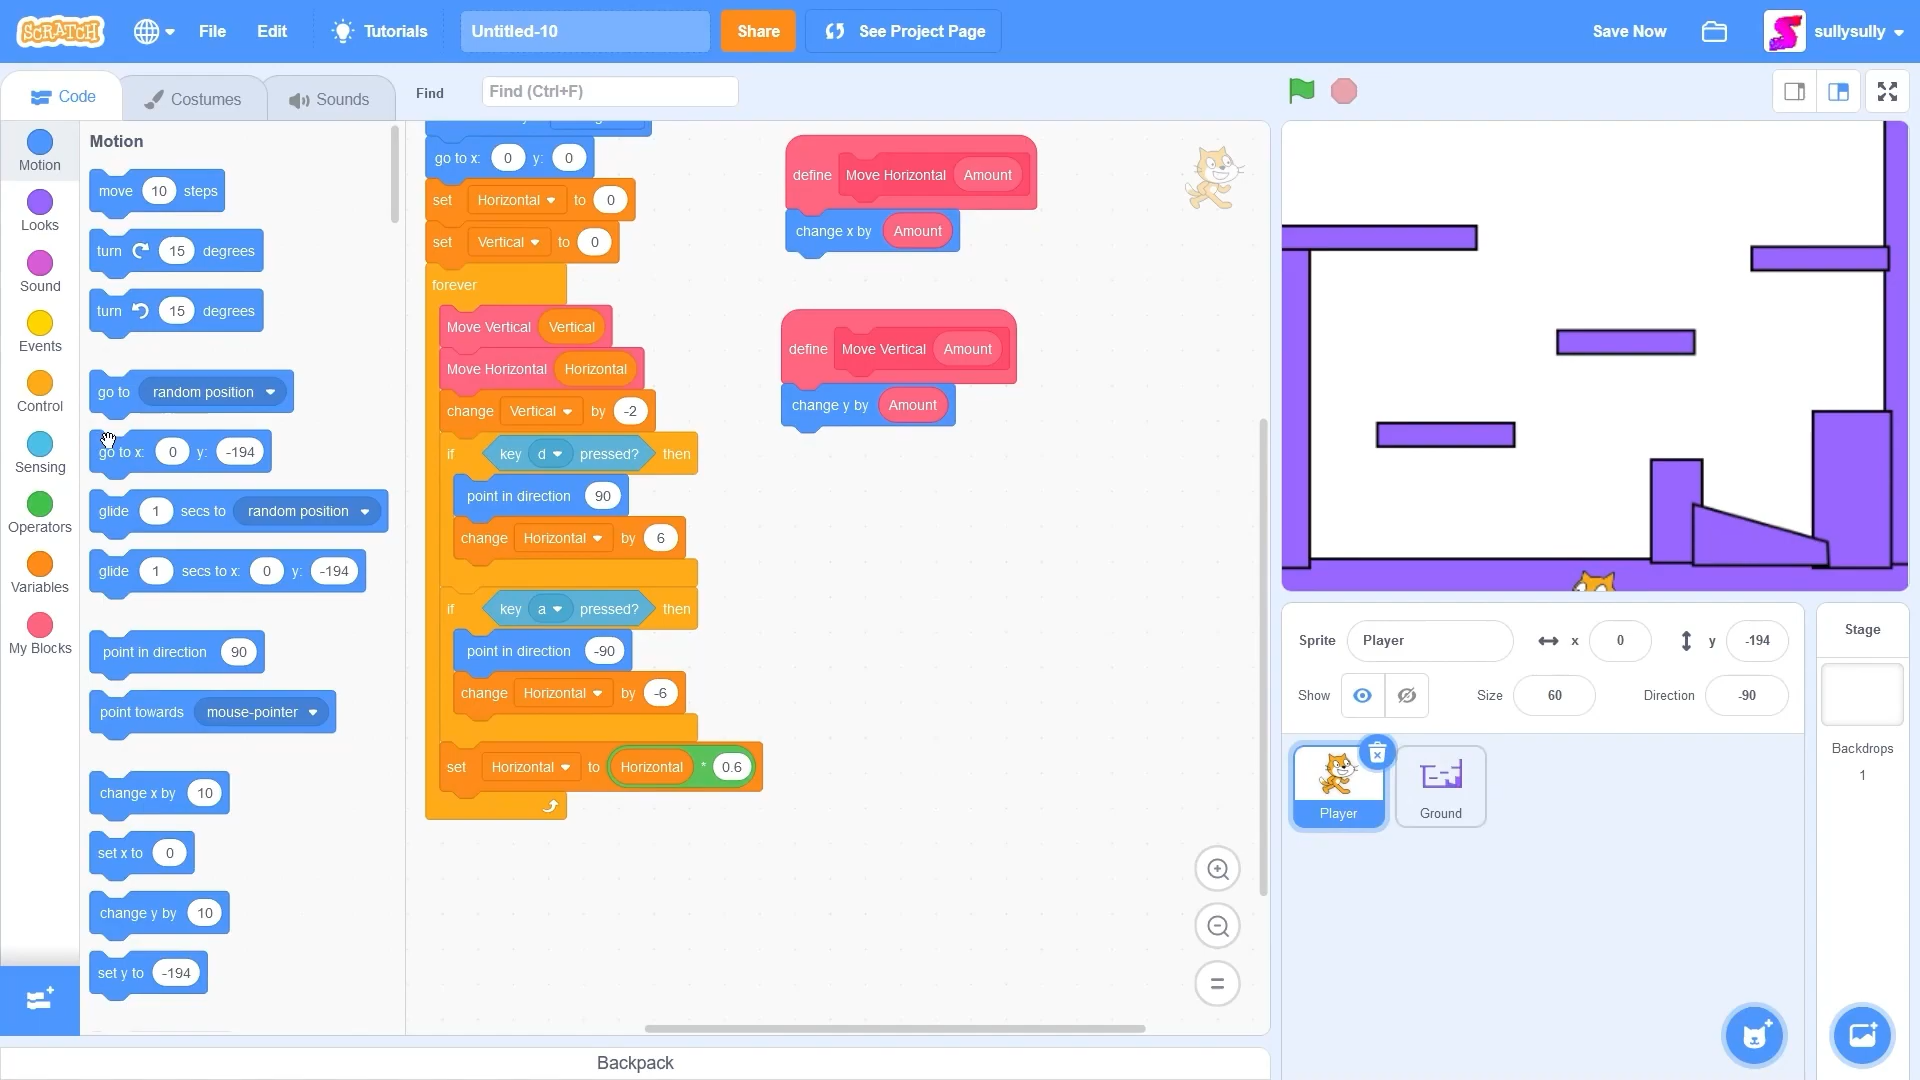 SCRATCH
File
Edit
Tutorials
Untitled-10
Share
See Project Page
Save Now
sullysully
Code
Costumes
Sounds
Find
Find (Ctrl+F)
Motion
Looks
Sound
Events
Control
Sensing
Operators
Variables
My Blocks
Motion
move 10 steps
turn 15 degrees
turn 15 degrees
go to random position
go to x: 0 y: -194
glide 1 secs to random position
glide 1 secs to x: 0 y: -194
point in direction 90
point towards mouse-pointer
change x by 10
set x to 0
change y by 10
set y to -194
go to x: 0 y: 0
set Horizontal to 0
set Vertical to 0
forever
Move Vertical Vertical
Move Horizontal Horizontal
change Vertical by -2
if key d pressed? then
point in direction 90
change Horizontal by 6
if key a pressed? then
point in direction -90
change Horizontal by -6
set Horizontal to Horizontal * 0.6
define Move Horizontal Amount
change x by Amount
define Move Vertical Amount
change y by Amount
Backpack
Sprite Player x 0 y -194
Show Size 60 Direction -90
Player
Ground
Stage
Backdrops
1